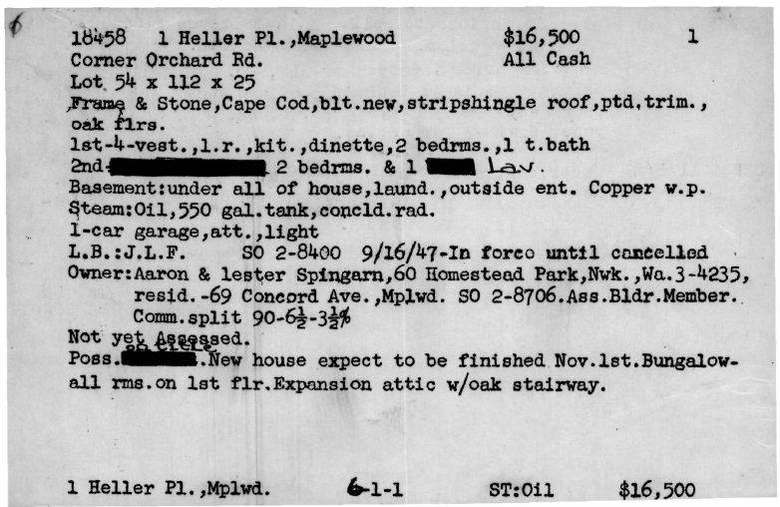 6
18458 1 Heller Pl.,Maplewood $16,500 1
Corner Orchard Rd. All Cash
Lot 54 x 112 x 25
Frame & Stone,Cape Cod,blt.new,stripshingle roof,ptd.trim.,
oak flrs.
1st-4-vest.,l.r.,kit.,dinette,2 bedrms.,1 t.bath
2nd- 2 bedrms. & 1 Lav.
Basement:under all of house,laund.,outside ent. Copper w.p.
Steam:Oil,550 gal.tank,concld.rad.
1-car garage,att.,light
L.B.:J.L.F. SO 2-8400 9/16/47-In force until cancelled
Owner:Aaron & lester Spingarn,60 Homestead Park,Nwk.,Wa.3-4235,
resid.-69 Concord Ave.,Mplwd. SO 2-8706.Ass.Bldr.Member.
Comm.split 90-6½-3½%
Not yet Assessed.
on title
Poss. .New house expect to be finished Nov.1st.Bungalow-
all rms.on 1st flr.Expansion attic w/oak stairway.
1 Heller Pl.,Mplwd. 6-1-1 ST:Oil $16,500